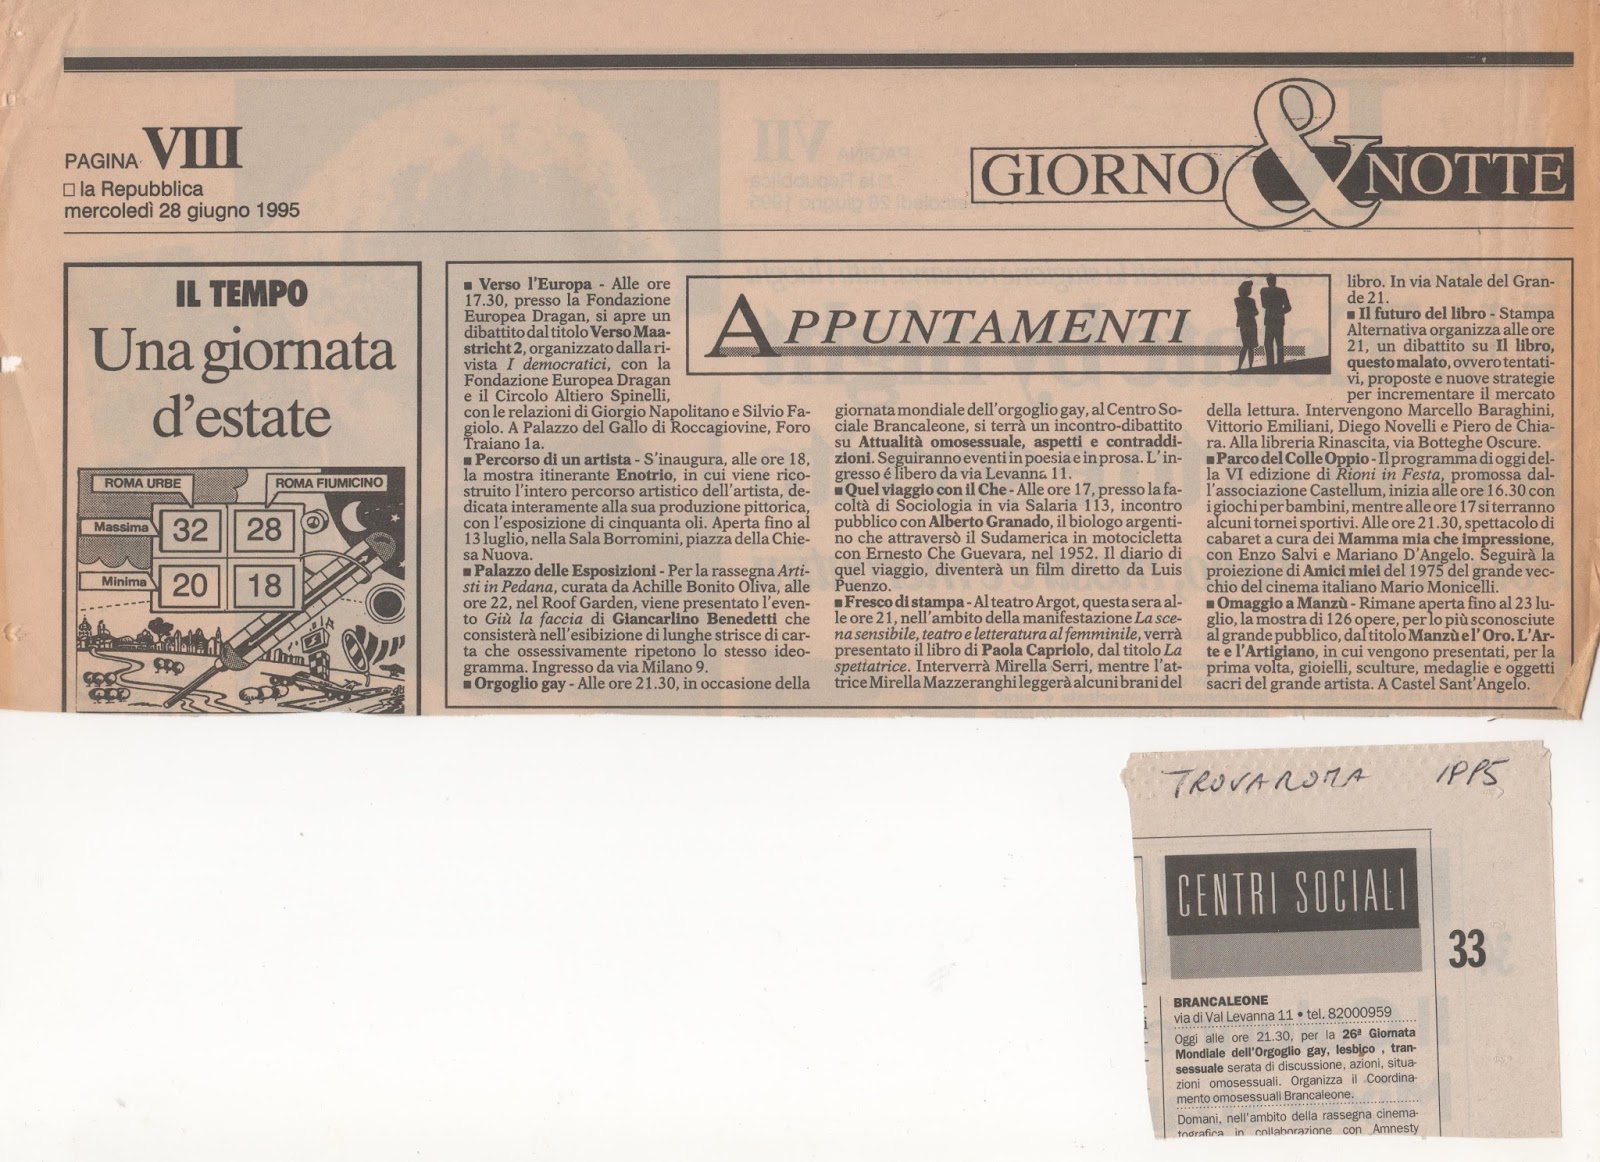 PAGINA VIII
□ la Repubblica
mercoledì 28 giugno 1995
GIORNO & NOTTE
IL TEMPO
Una giornata
d'estate
ROMA URBE
ROMA FIUMICINO
Massima 32 28
Minima 20 18
APPUNTAMENTI
■ Verso l'Europa - Alle ore
17.30, presso la Fondazione
Europea Dragan, si apre un
dibattito dal titolo Verso Maa-
stricht 2, organizzato dalla ri-
vista I democratici, con la
Fondazione Europea Dragan
e il Circolo Altiero Spinelli,
con le relazioni di Giorgio Napolitano e Silvio Fa-
giolo. A Palazzo del Gallo di Roccagiovine, Foro
Traiano 1a.
■ Percorso di un artista - S'inaugura, alle ore 18,
la mostra itinerante Enotrio, in cui viene rico-
struito l'intero percorso artistico dell'artista, de-
dicata interamente alla sua produzione pittorica,
con l'esposizione di cinquanta oli. Aperta fino al
13 luglio, nella Sala Borromini, piazza della Chie-
sa Nuova.
■ Palazzo delle Esposizioni - Per la rassegna Arti-
sti in Pedana, curata da Achille Bonito Oliva, alle
ore 22, nel Roof Garden, viene presentato l'even-
to Giù la faccia di Giancarlino Benedetti che
consisterà nell'esibizione di lunghe strisce di car-
ta che ossessivamente ripetono lo stesso ideo-
gramma. Ingresso da via Milano 9.
■ Orgoglio gay - Alle ore 21.30, in occasione della
giornata mondiale dell'orgoglio gay, al Centro So-
ciale Brancaleone, si terrà un incontro-dibattito
su Attualità omosessuale, aspetti e contraddi-
zioni. Seguiranno eventi in poesia e in prosa. L'in-
gresso é libero da via Levanna 11.
■ Quel viaggio con il Che - Alle ore 17, presso la fa-
coltà di Sociologia in via Salaria 113, incontro
pubblico con Alberto Granado, il biologo argenti-
no che attraversò il Sudamerica in motocicletta
con Ernesto Che Guevara, nel 1952. Il diario di
quel viaggio, diventerà un film diretto da Luis
Puenzo.
■ Fresco di stampa - Al teatro Argot, questa sera al-
le ore 21, nell'ambito della manifestazione La sce-
na sensibile, teatro e letteratura al femminile, verrà
presentato il libro di Paola Capriolo, dal titolo La
spettiatrice. Interverrà Mirella Serri, mentre l'at-
trice Mirella Mazzeranghi leggerà alcuni brani del
libro. In via Natale del Gran-
de 21.
■ Il futuro del libro - Stampa
Alternativa organizza alle ore
21, un dibattito su Il libro,
questo malato, ovvero tentati-
vi, proposte e nuove strategie
per incrementare il mercato
della lettura. Intervengono Marcello Baraghini,
Vittorio Emiliani, Diego Novelli e Piero de Chia-
ra. Alla libreria Rinascita, via Botteghe Oscure.
■ Parco del Colle Oppio - Il programma di oggi del-
la VI edizione di Rioni in Festa, promossa dal-
l'associazione Castellum, inizia alle ore 16.30 con
i giochi per bambini, mentre alle ore 17 si terranno
alcuni tornei sportivi. Alle ore 21.30, spettacolo di
cabaret a cura dei Mamma mia che impressione,
con Enzo Salvi e Mariano D'Angelo. Seguirà la
proiezione di Amici miei del 1975 del grande vec-
chio del cinema italiano Mario Monicelli.
■ Omaggio a Manzù - Rimane aperta fino al 23 lu-
glio, la mostra di 126 opere, per lo più sconosciute
al grande pubblico, dal titolo Manzù e l'Oro. L'Ar-
te e l'Artigiano, in cui vengono presentati, per la
prima volta, gioielli, sculture, medaglie e oggetti
sacri del grande artista. A Castel Sant'Angelo.
TROVAROMA 1995
CENTRI SOCIALI
33
BRANCALEONE
via di Val Levanna 11 • tel. 82000959
Oggi alle ore 21.30, per la 26ª Giornata
Mondiale dell'Orgoglio gay, lesbico , tran-
sessuale serata di discussione, azioni, situa-
zioni omosessuali. Organizza il Coordina-
mento omosessuali Brancaleone.
Domani, nell'ambito della rassegna cinema-
tografica in collaborazione con Amnesty